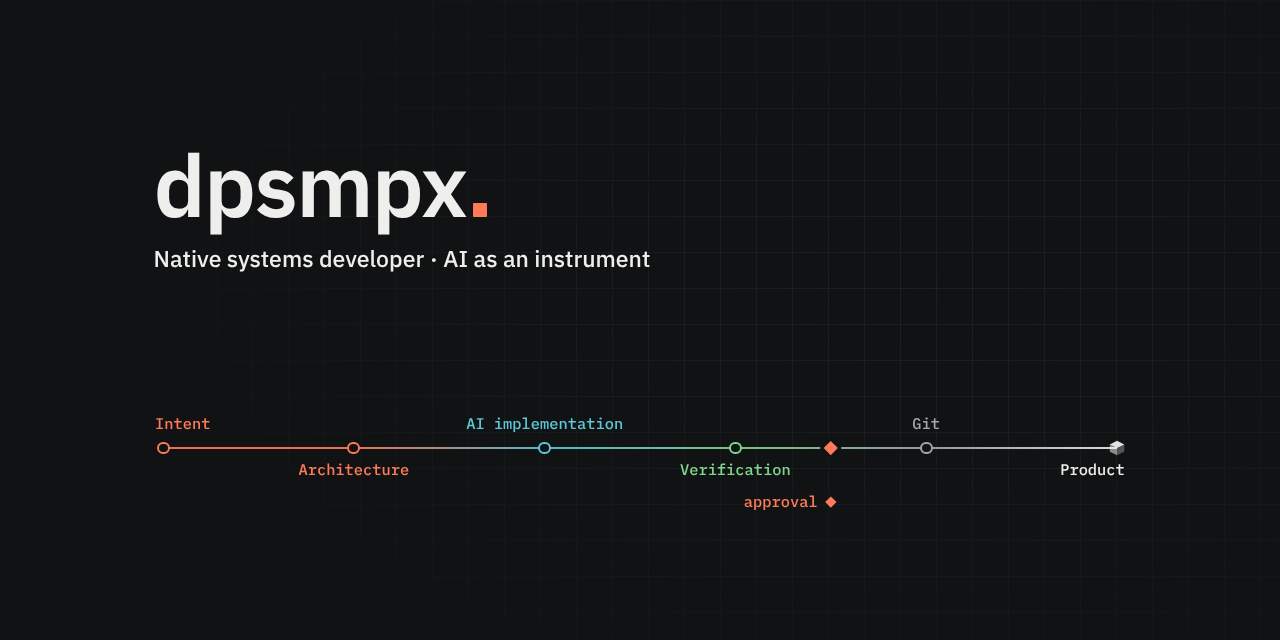 dpsmpx.
Native systems developer · AI as an instrument
Intent
AI implementation
Git
Architecture
Verification
Product
approval